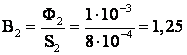 B₂ = Φ₂/S₂ = 1·10⁻³/8·10⁻⁴ = 1,25